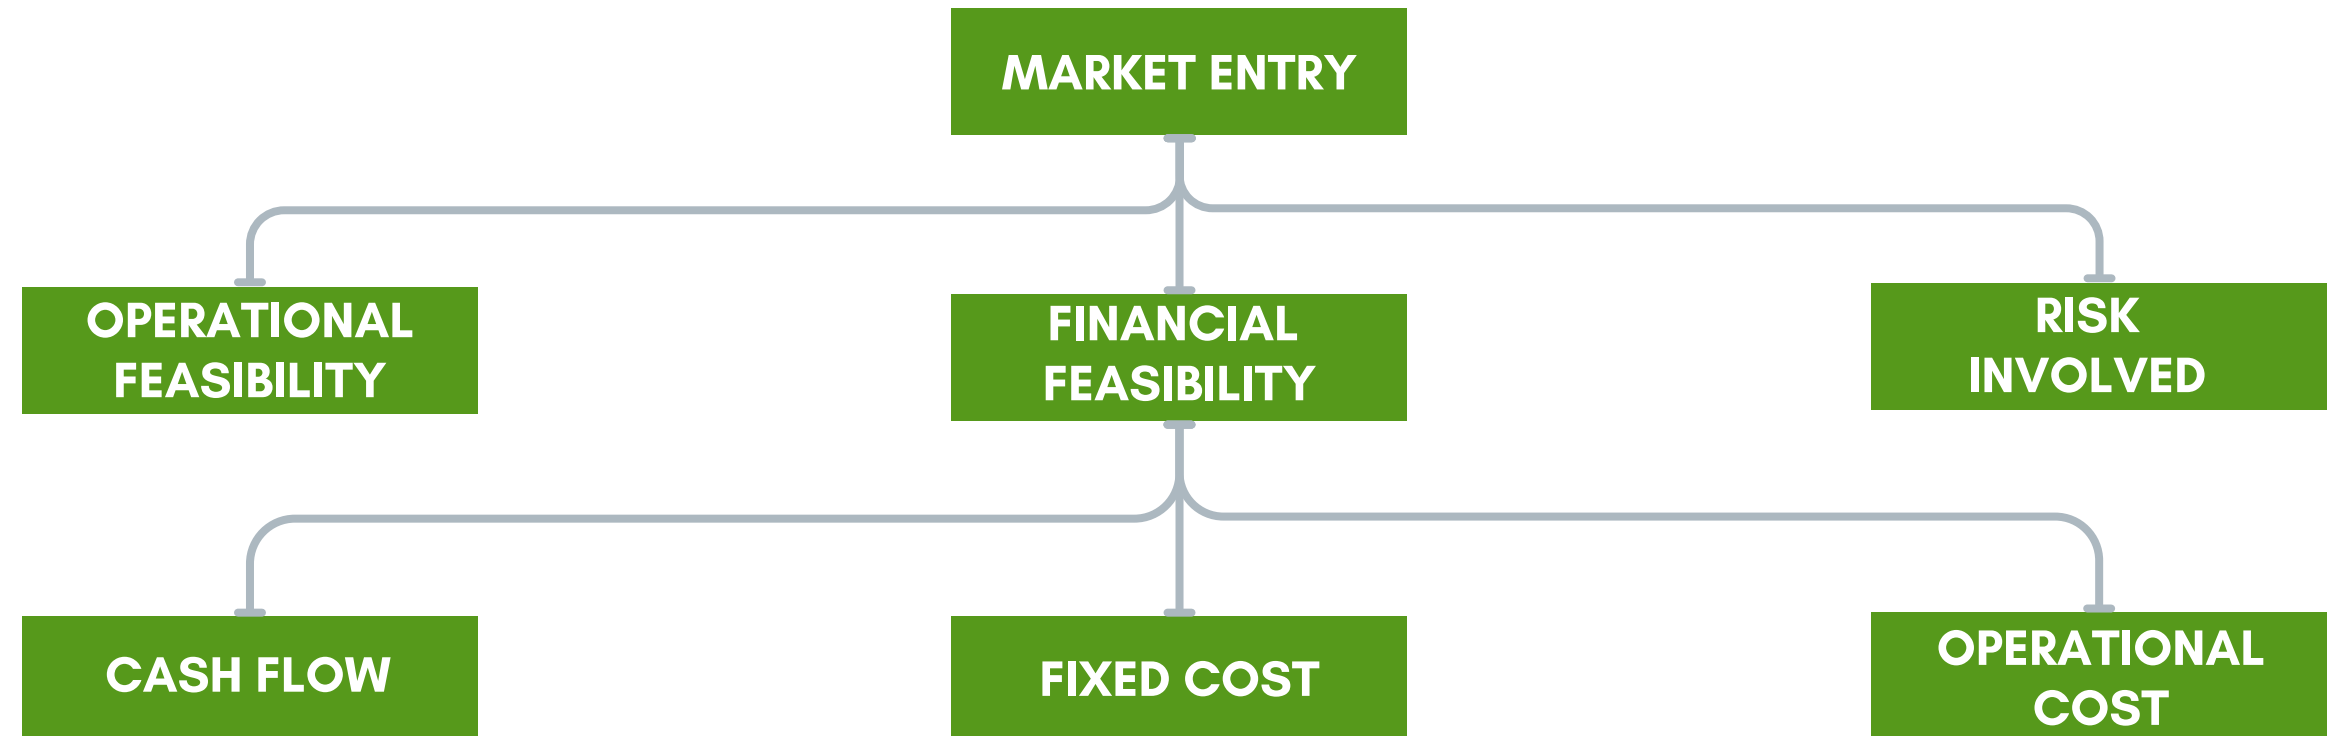 MARKET ENTRY
OPERATIONAL
FEASIBILITY
FINANCIAL
FEASIBILITY
RISK
INVOLVED
CASH FLOW
FIXED COST
OPERATIONAL
COST